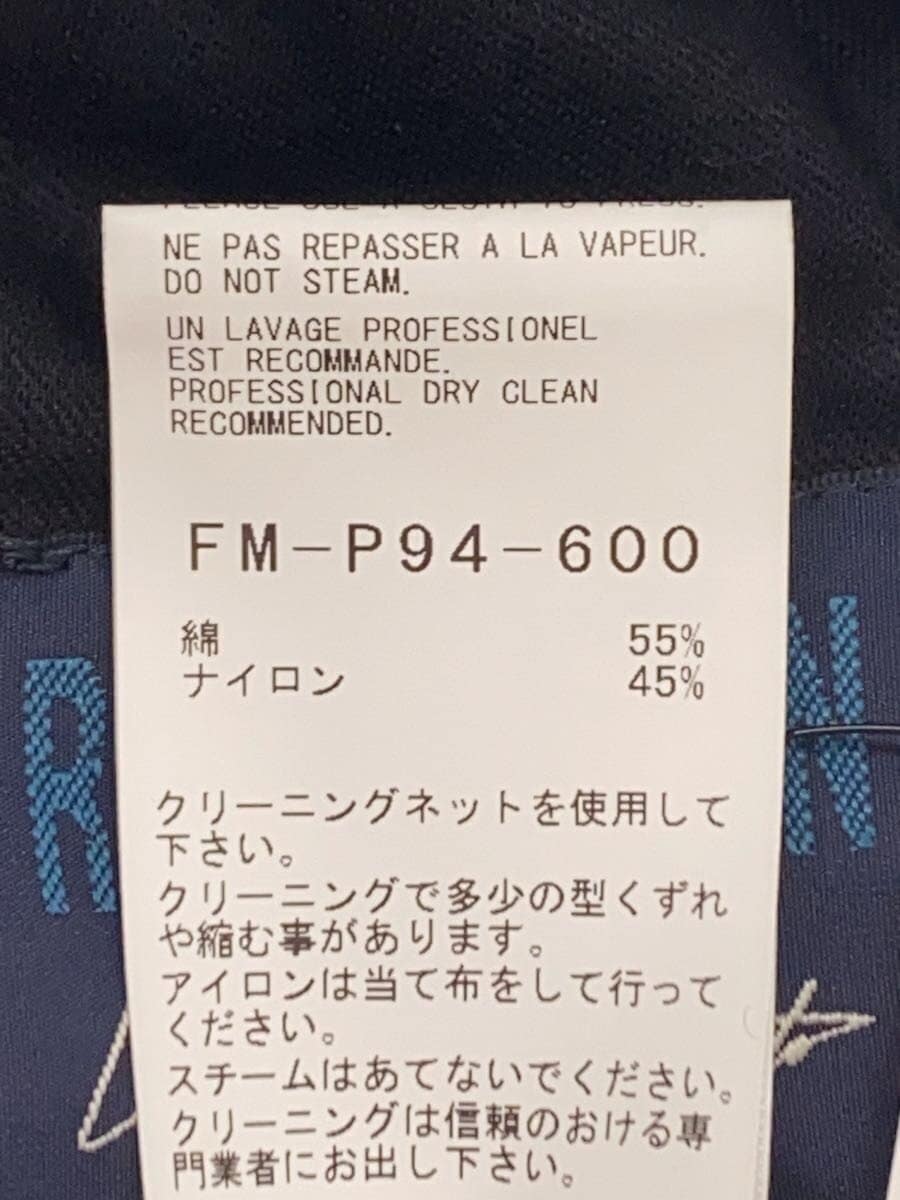 PLEASE USE A CLOTH TO PRESS.
NE PAS REPASSER A LA VAPEUR.
DO NOT STEAM.
UN LAVAGE PROFESSIONEL
EST RECOMMANDE.
PROFESSIONAL DRY CLEAN
RECOMMENDED.
FM-P94-600
綿 55%
ナイロン 45%
クリーニングネットを使用して
下さい。
クリーニングで多少の型くずれ
や縮む事があります。
アイロンは当て布をして行って
ください。
スチームはあてないでください。
クリーニングは信頼のおける専
門業者にお出し下さい。